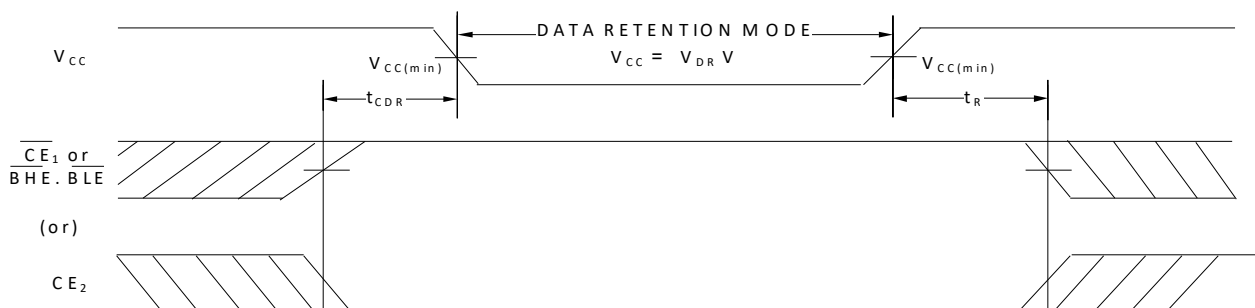 DATA RETENTION MODE
VCC
VCC(min)
VCC = VDR V
VCC(min)
tCDR
tR
CE1 or
BHE. BLE
(or)
CE2